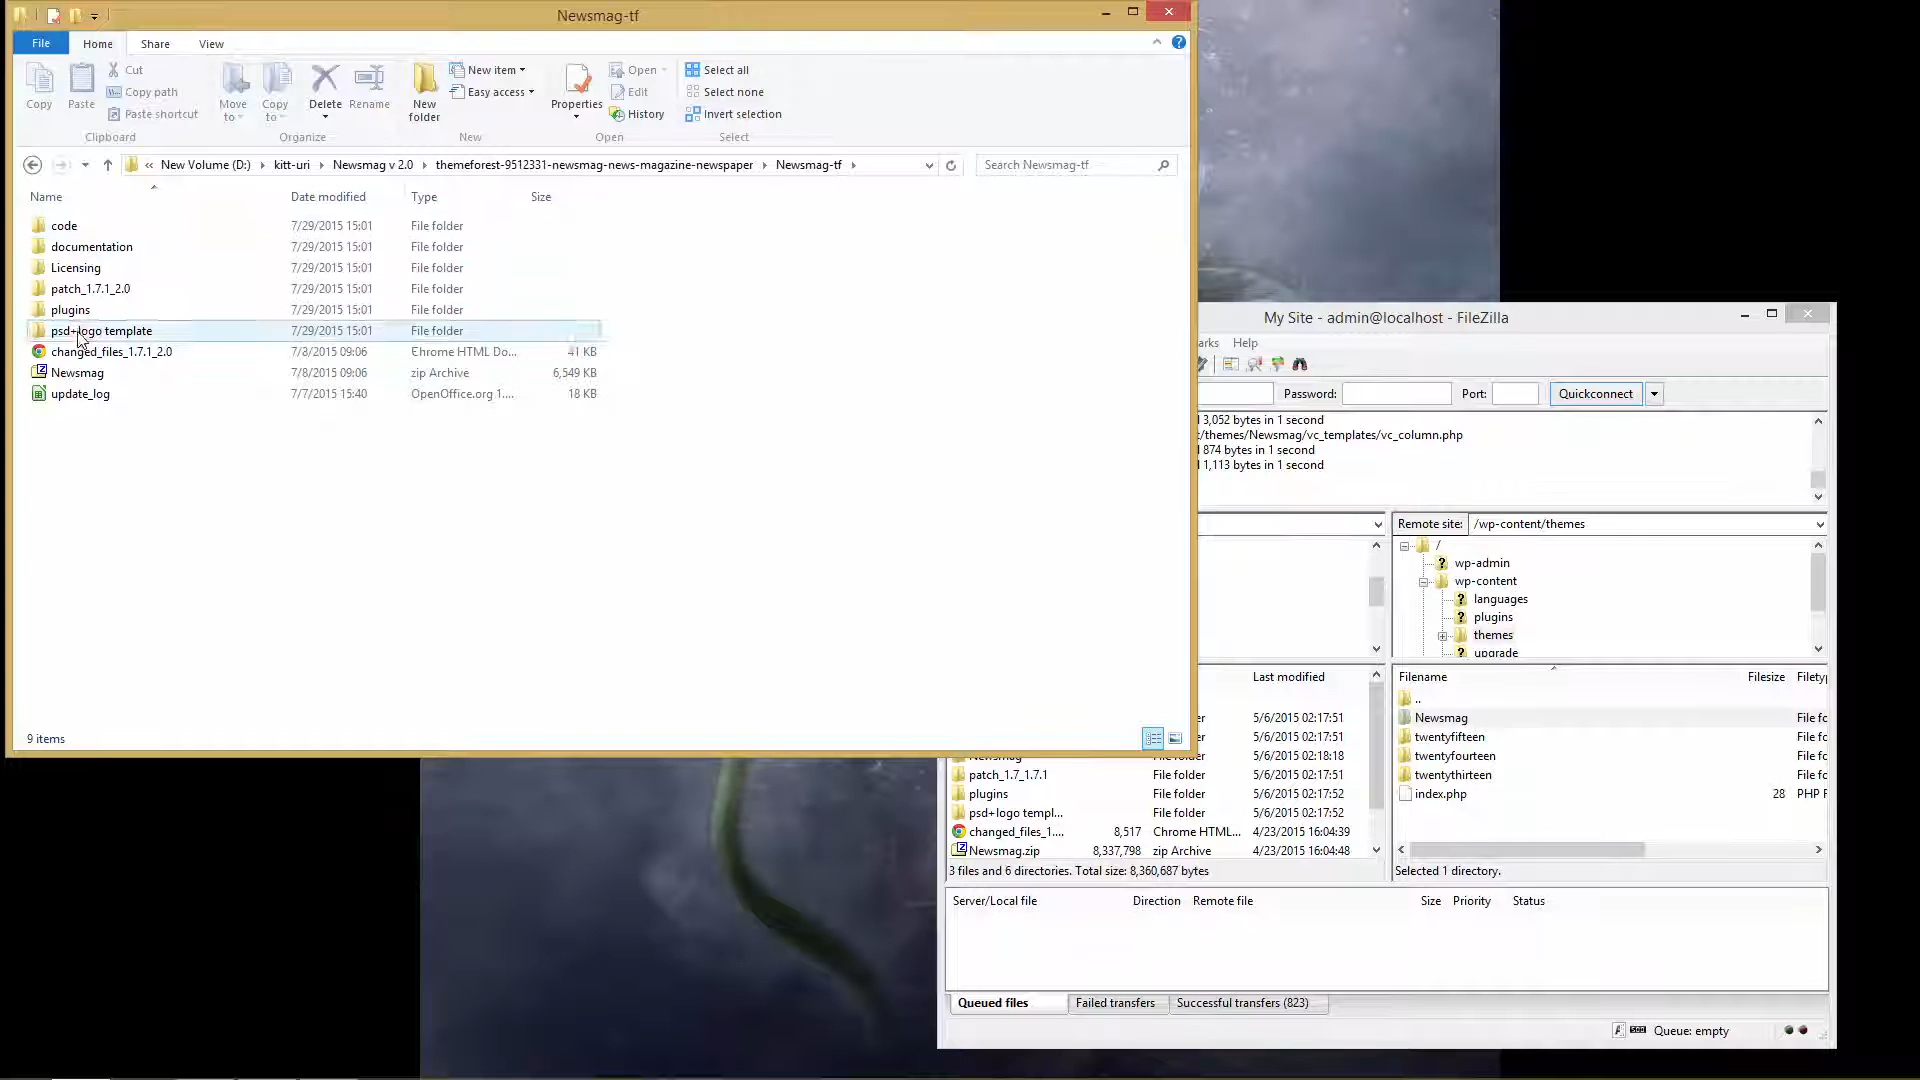 Newsmag-tf
File Home Share View
Copy Paste Cut Copy path Paste shortcut Move to Copy to Delete Rename New folder New item Easy access Properties Open Edit History Select all Select none Invert selection
Clipboard Organize New Open Select
« New Volume (D:) kitt-uri Newsmag v 2.0 themeforest-9512331-newsmag-news-magazine-newspaper Newsmag-tf Search Newsmag-tf
Name Date modified Type Size
code 7/29/2015 15:01 File folder
documentation 7/29/2015 15:01 File folder
Licensing 7/29/2015 15:01 File folder
patch_1.7.1_2.0 7/29/2015 15:01 File folder
plugins 7/29/2015 15:01 File folder
psd+logo template 7/29/2015 15:01 File folder
changed_files_1.7.1_2.0 7/8/2015 09:06 Chrome HTML Do... 41 KB
Newsmag 7/8/2015 09:06 zip Archive 6,549 KB
update_log 7/7/2015 15:40 OpenOffice.org 1.... 18 KB
9 items
My Site - admin@localhost - FileZilla
arks Help
Password: Port: Quickconnect
3,052 bytes in 1 second
/themes/Newsmag/vc_templates/vc_column.php
874 bytes in 1 second
1,113 bytes in 1 second
Remote site: /wp-content/themes
/
wp-admin
wp-content
languages
plugins
themes
upgrade
Last modified
er 5/6/2015 02:17:51
er 5/6/2015 02:17:51
Newsmag File folder 5/6/2015 02:18:18
patch_1.7_1.7.1 File folder 5/6/2015 02:17:51
plugins File folder 5/6/2015 02:17:52
psd+logo templ... File folder 5/6/2015 02:17:52
changed_files_1.... 8,517 Chrome HTML... 4/23/2015 16:04:39
Newsmag.zip 8,337,798 zip Archive 4/23/2015 16:04:48
3 files and 6 directories. Total size: 8,360,687 bytes
Filename Filesize Filetyp
..
Newsmag File fo
twentyfifteen File fo
twentyfourteen File fo
twentythirteen File fo
index.php 28 PHP F
Selected 1 directory.
Server/Local file Direction Remote file Size Priority Status
Queued files Failed transfers Successful transfers (823)
Queue: empty